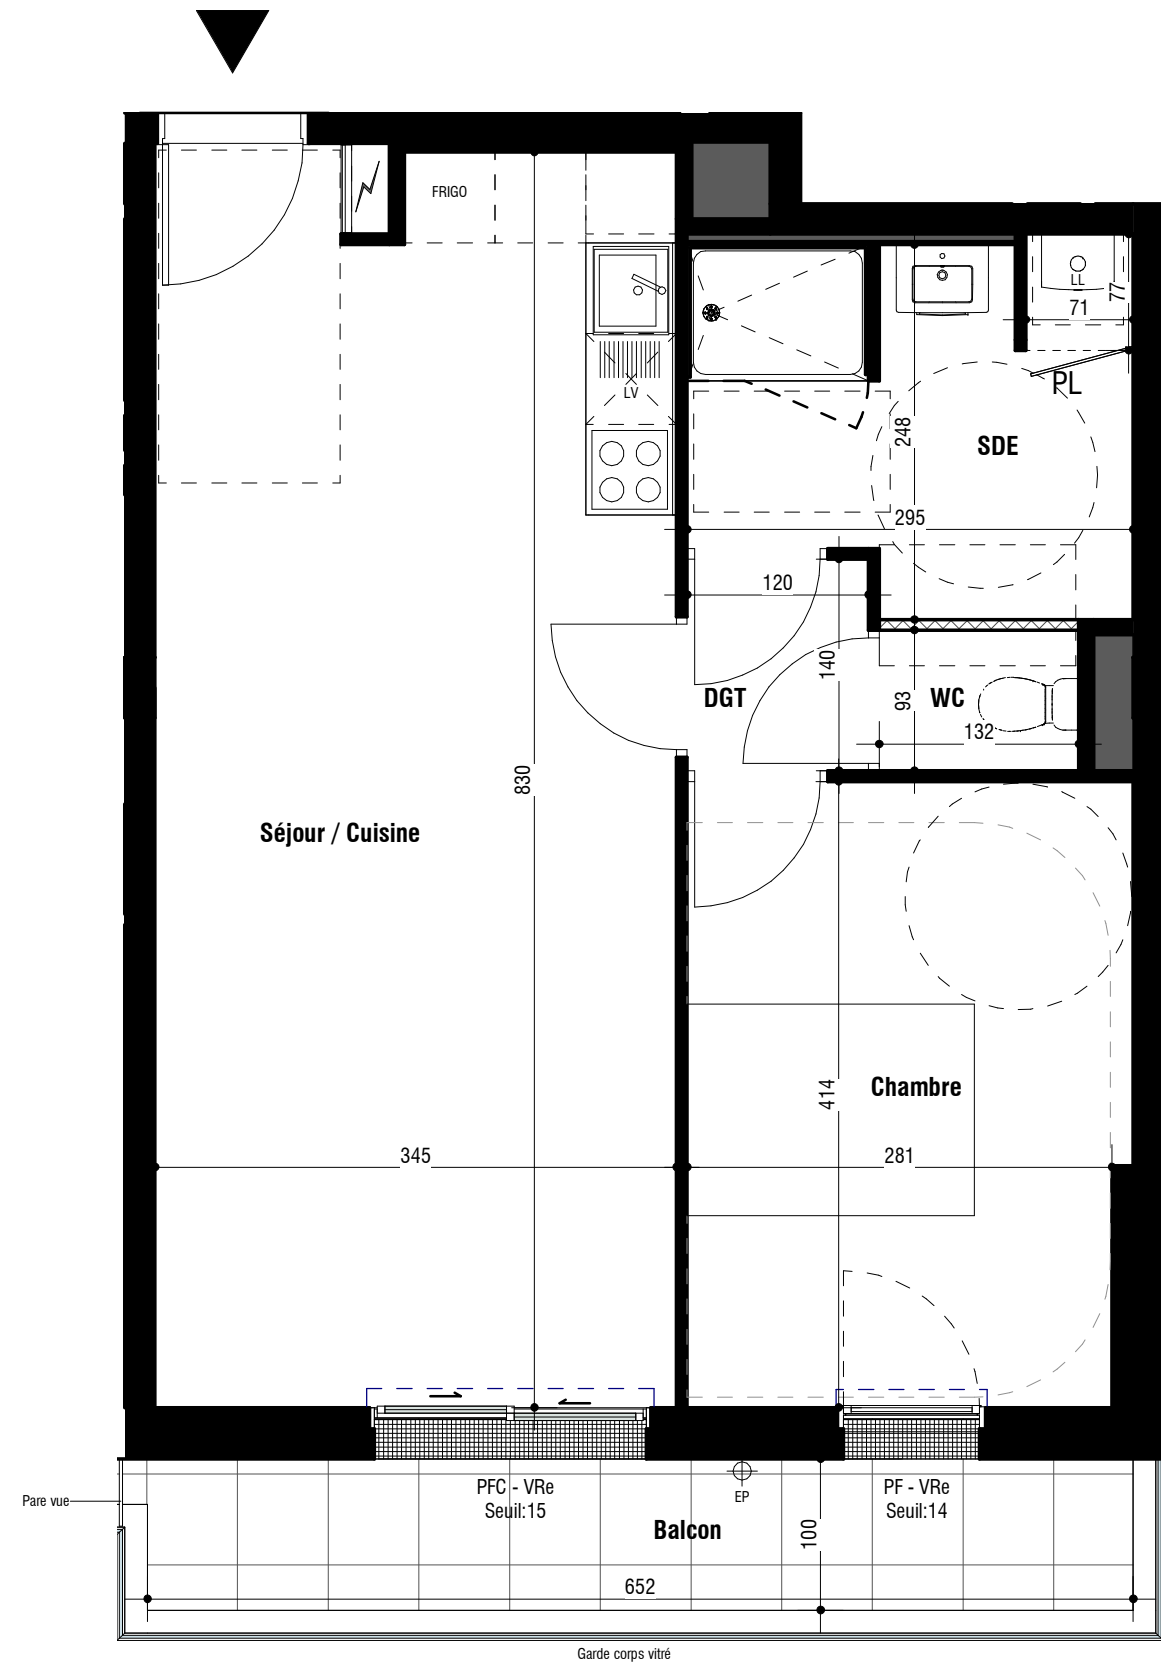 FRIGO
LL
77
71
PL
LV
248
SDE
295
120
140
DGT
93
WC
132
830
Séjour / Cuisine
414
Chambre
345
281
Pare vue
PFC - VRe
Seuil:15
EP
PF - VRe
Seuil:14
Balcon
100
652
Garde corps vitré